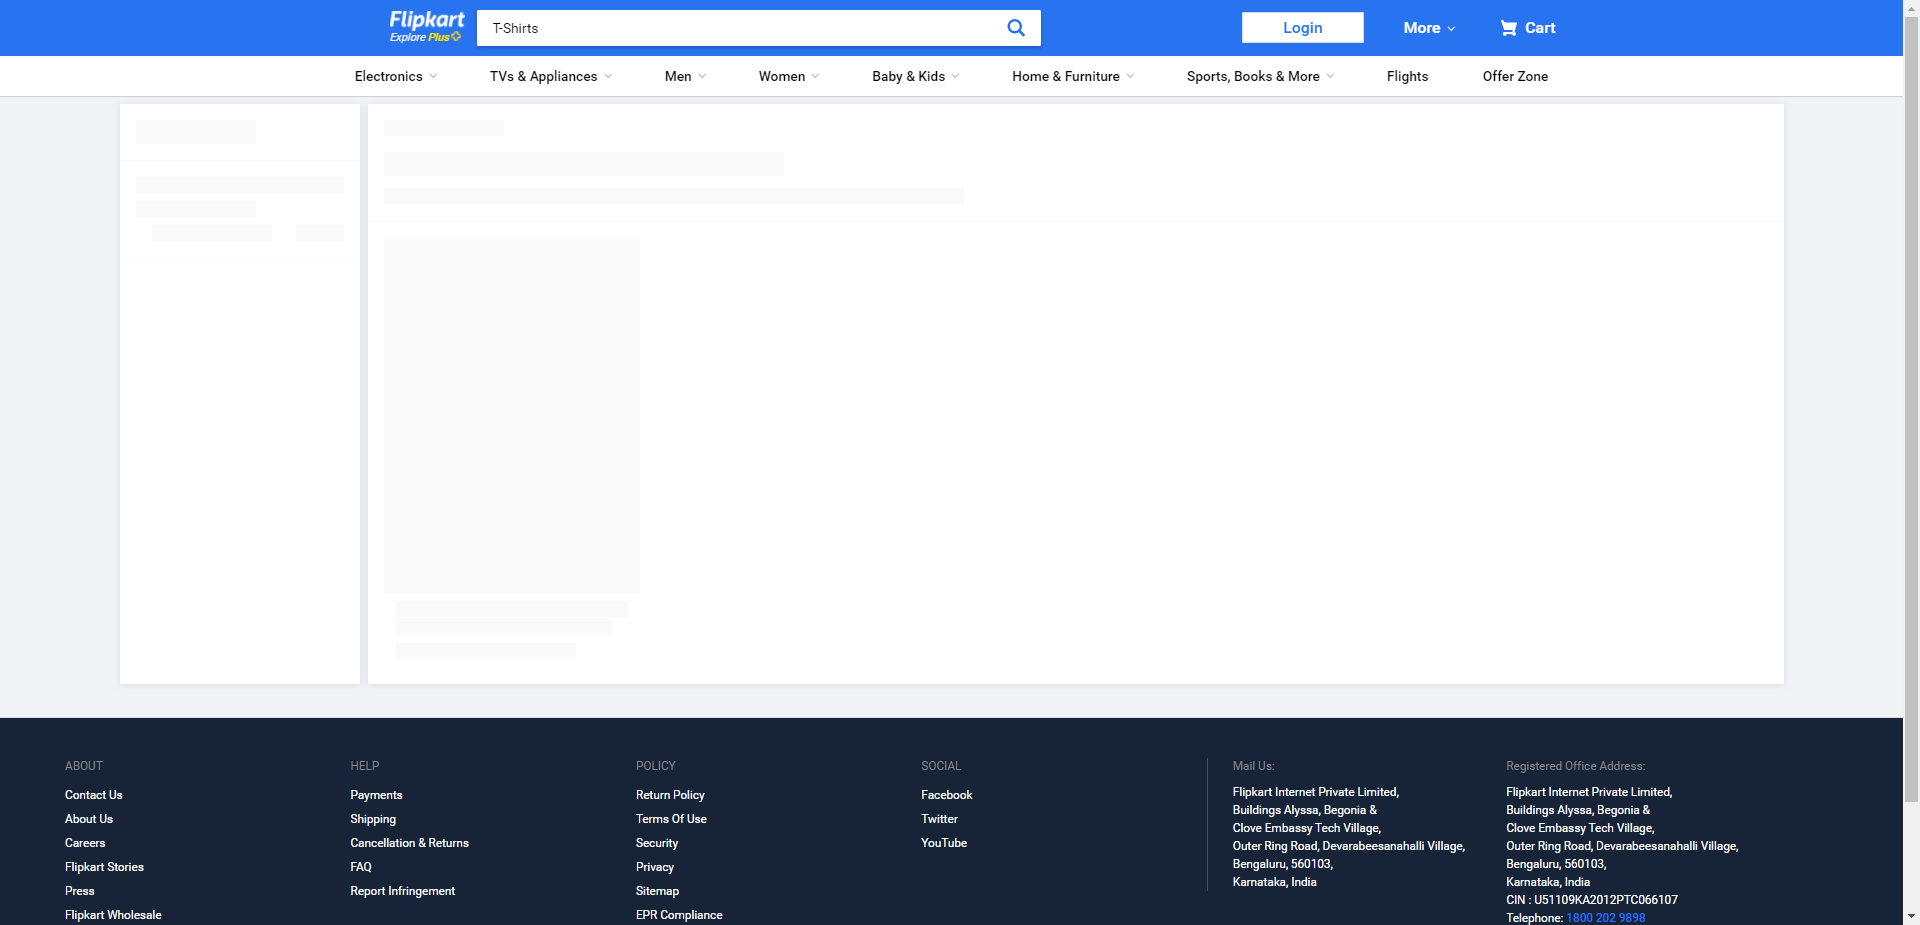 Flipkart
Explore Plus
T-Shirts
Login
More
Cart
Electronics
TVs & Appliances
Men
Women
Baby & Kids
Home & Furniture
Sports, Books & More
Flights
Offer Zone
ABOUT
Contact Us
About Us
Careers
Flipkart Stories
Press
Flipkart Wholesale
HELP
Payments
Shipping
Cancellation & Returns
FAQ
Report Infringement
POLICY
Return Policy
Terms Of Use
Security
Privacy
Sitemap
EPR Compliance
SOCIAL
Facebook
Twitter
YouTube
Mail Us:
Flipkart Internet Private Limited,
Buildings Alyssa, Begonia &
Clove Embassy Tech Village,
Outer Ring Road, Devarabeesanahalli Village,
Bengaluru, 560103,
Karnataka, India
Registered Office Address:
Flipkart Internet Private Limited,
Buildings Alyssa, Begonia &
Clove Embassy Tech Village,
Outer Ring Road, Devarabeesanahalli Village,
Bengaluru, 560103,
Karnataka, India
CIN : U51109KA2012PTC066107
Telephone: 1800 202 9898